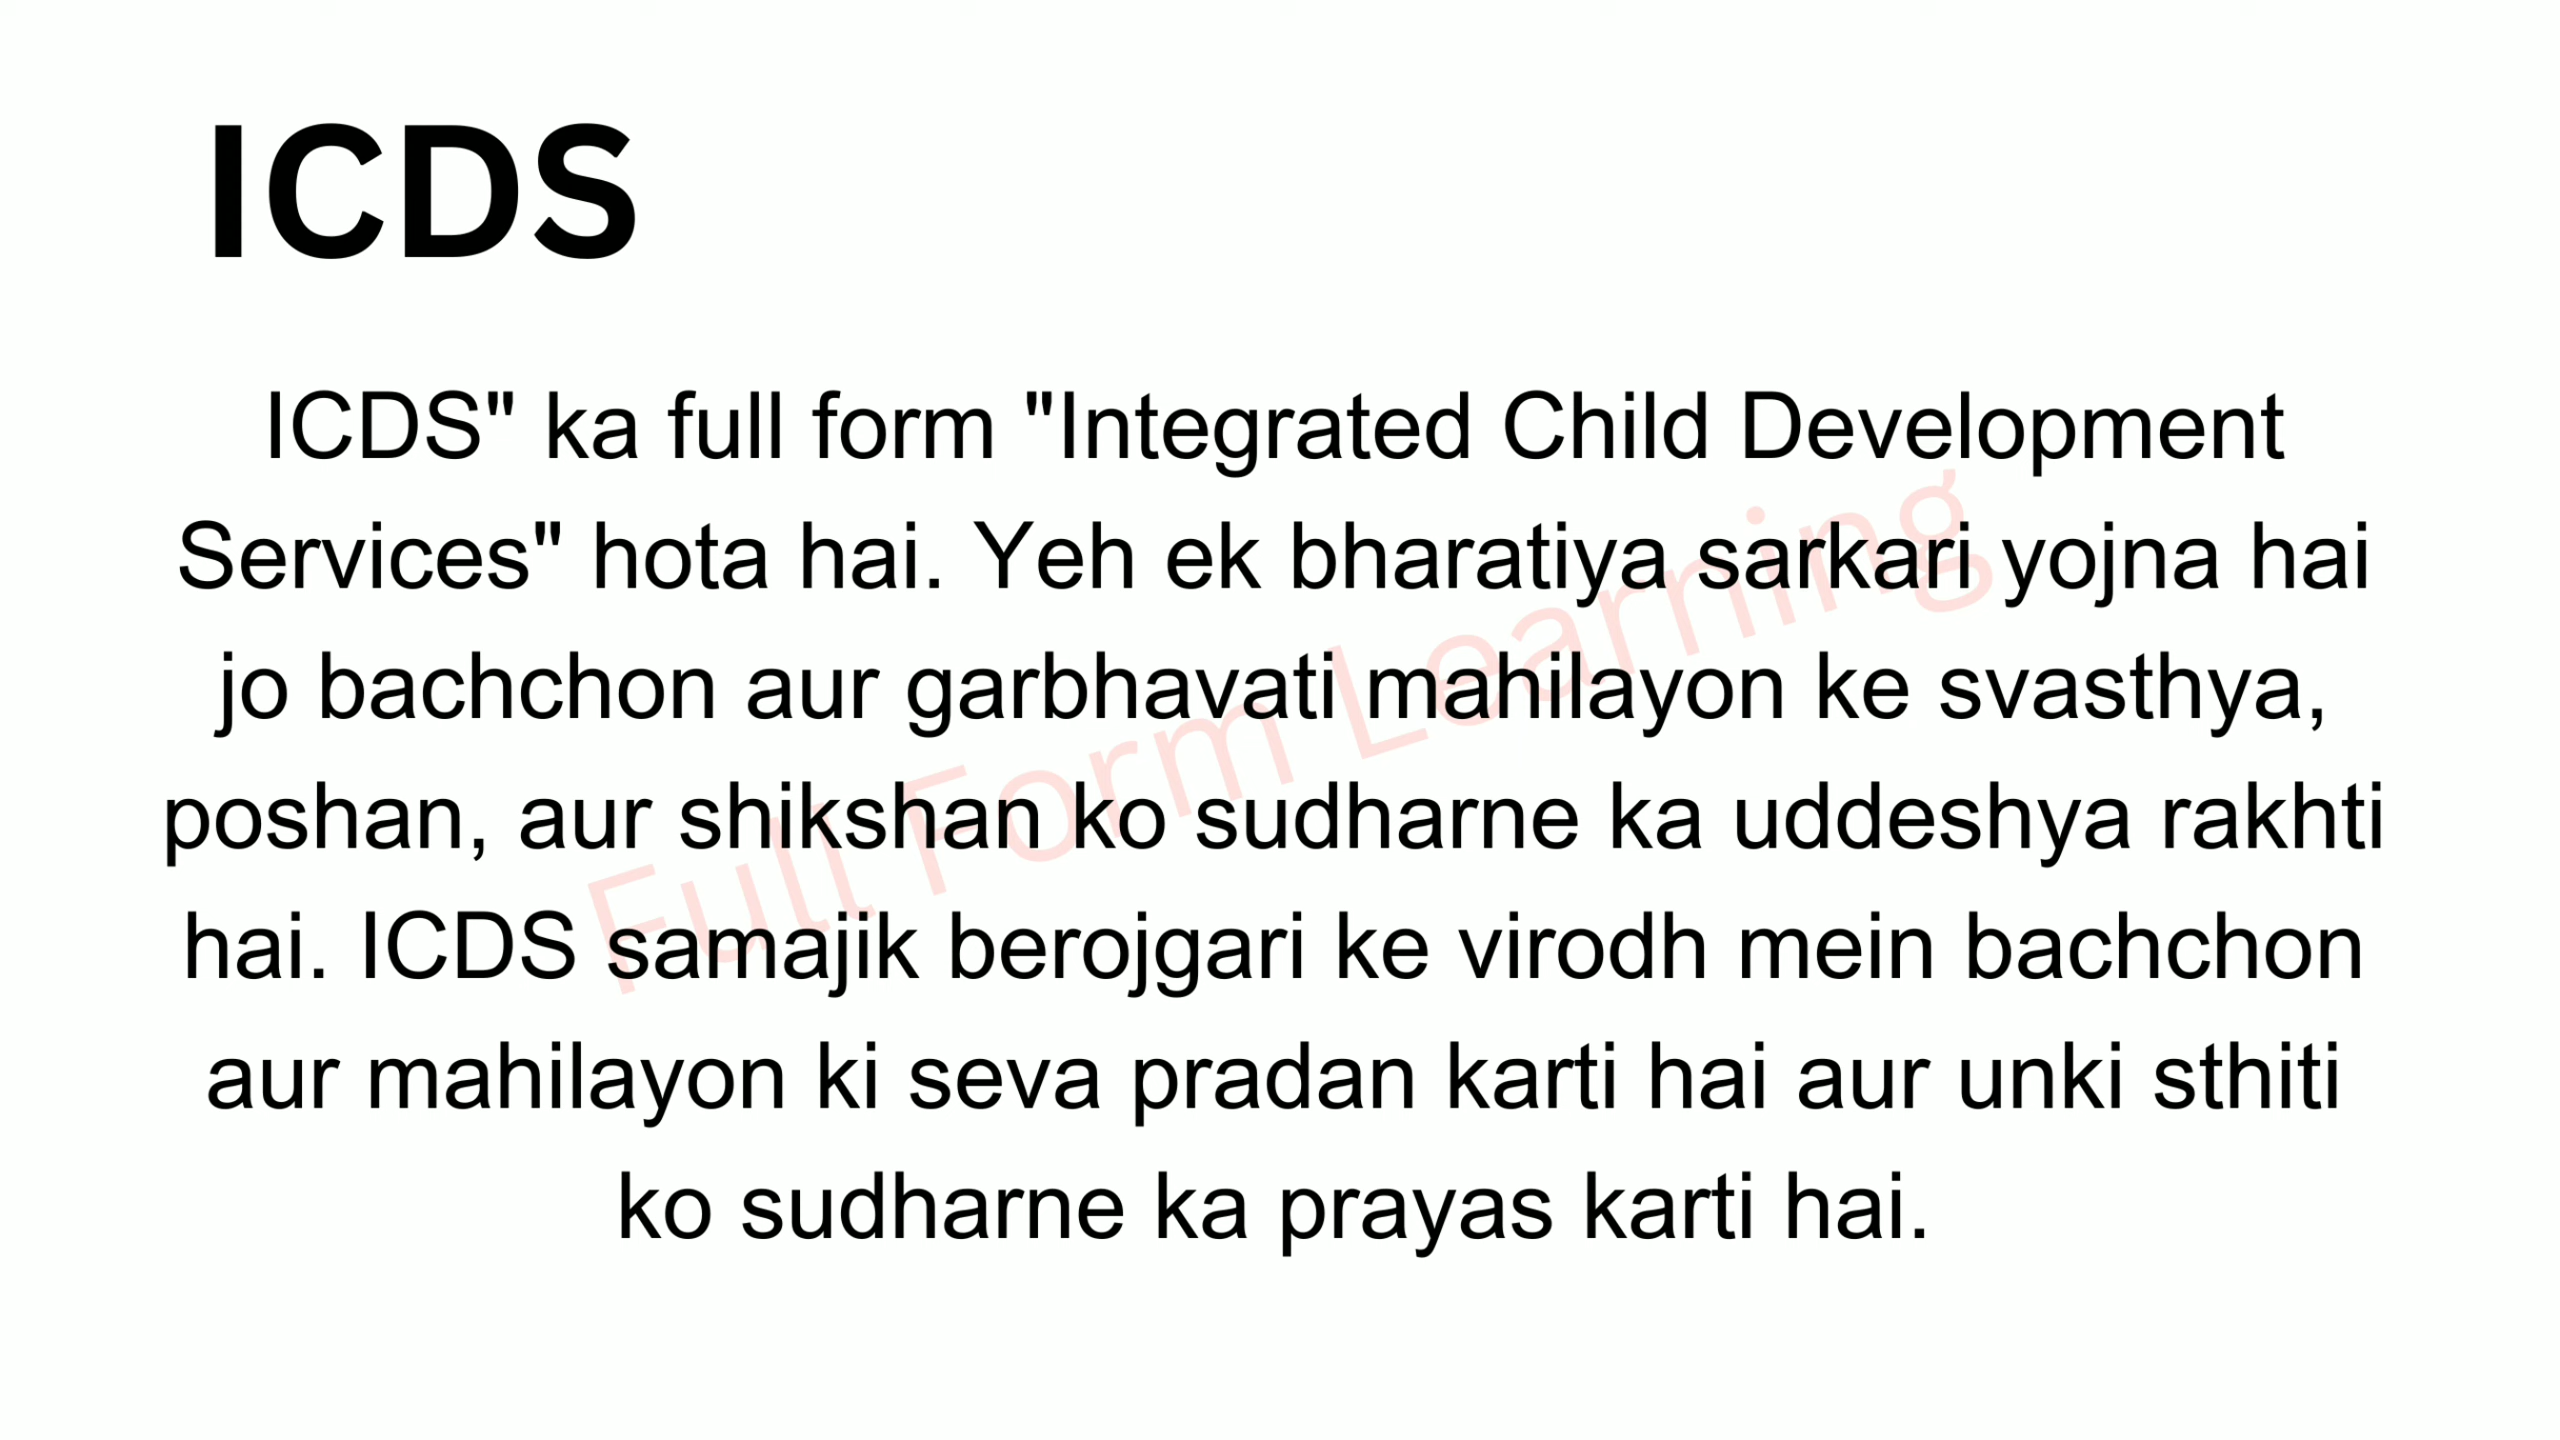 ICDS
ICDS" ka full form "Integrated Child Development
Services" hota hai. Yeh ek bharatiya sarkari yojna hai
jo bachchon aur garbhavati mahilayon ke svasthya,
poshan, aur shikshan ko sudharne ka uddeshya rakhti
hai. ICDS samajik berojgari ke virodh mein bachchon
aur mahilayon ki seva pradan karti hai aur unki sthiti
ko sudharne ka prayas karti hai.
Full Form Learning